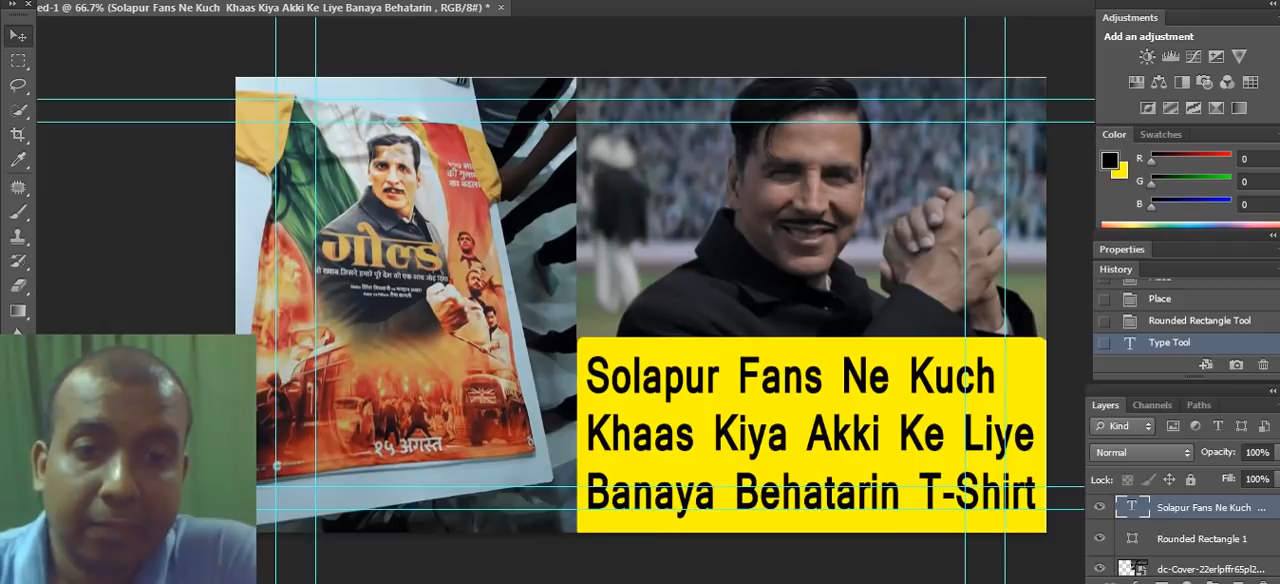 ed-1 @ 66.7% (Solapur Fans Ne Kuch Khaas Kiya Akki Ke Liye Banaya Behatarin , RGB/8#) * ×
Adjustments
Add an adjustment
Color Swatches
R 0
G 0
B 0
Properties
History
Place
Rounded Rectangle Tool
T Type Tool
Layers Channels Paths
Kind
Normal Opacity: 100%
Lock: Fill: 100%
T Solapur Fans Ne Kuch ...
Rounded Rectangle 1
dc-Cover-22erlpffr65pl2...
गोल्ड
१५ अगस्त
Solapur Fans Ne Kuch
Khaas Kiya Akki Ke Liye
Banaya Behatarin T-Shirt